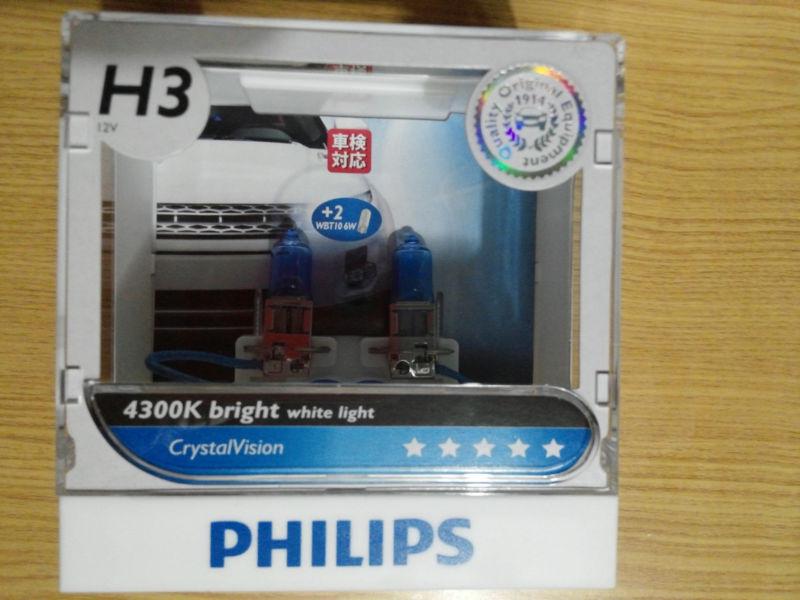 H3
12V
Quality Original Equipment
1914
車検
対応
+2
WBT10 6W
4300K bright white light
CrystalVision
PHILIPS